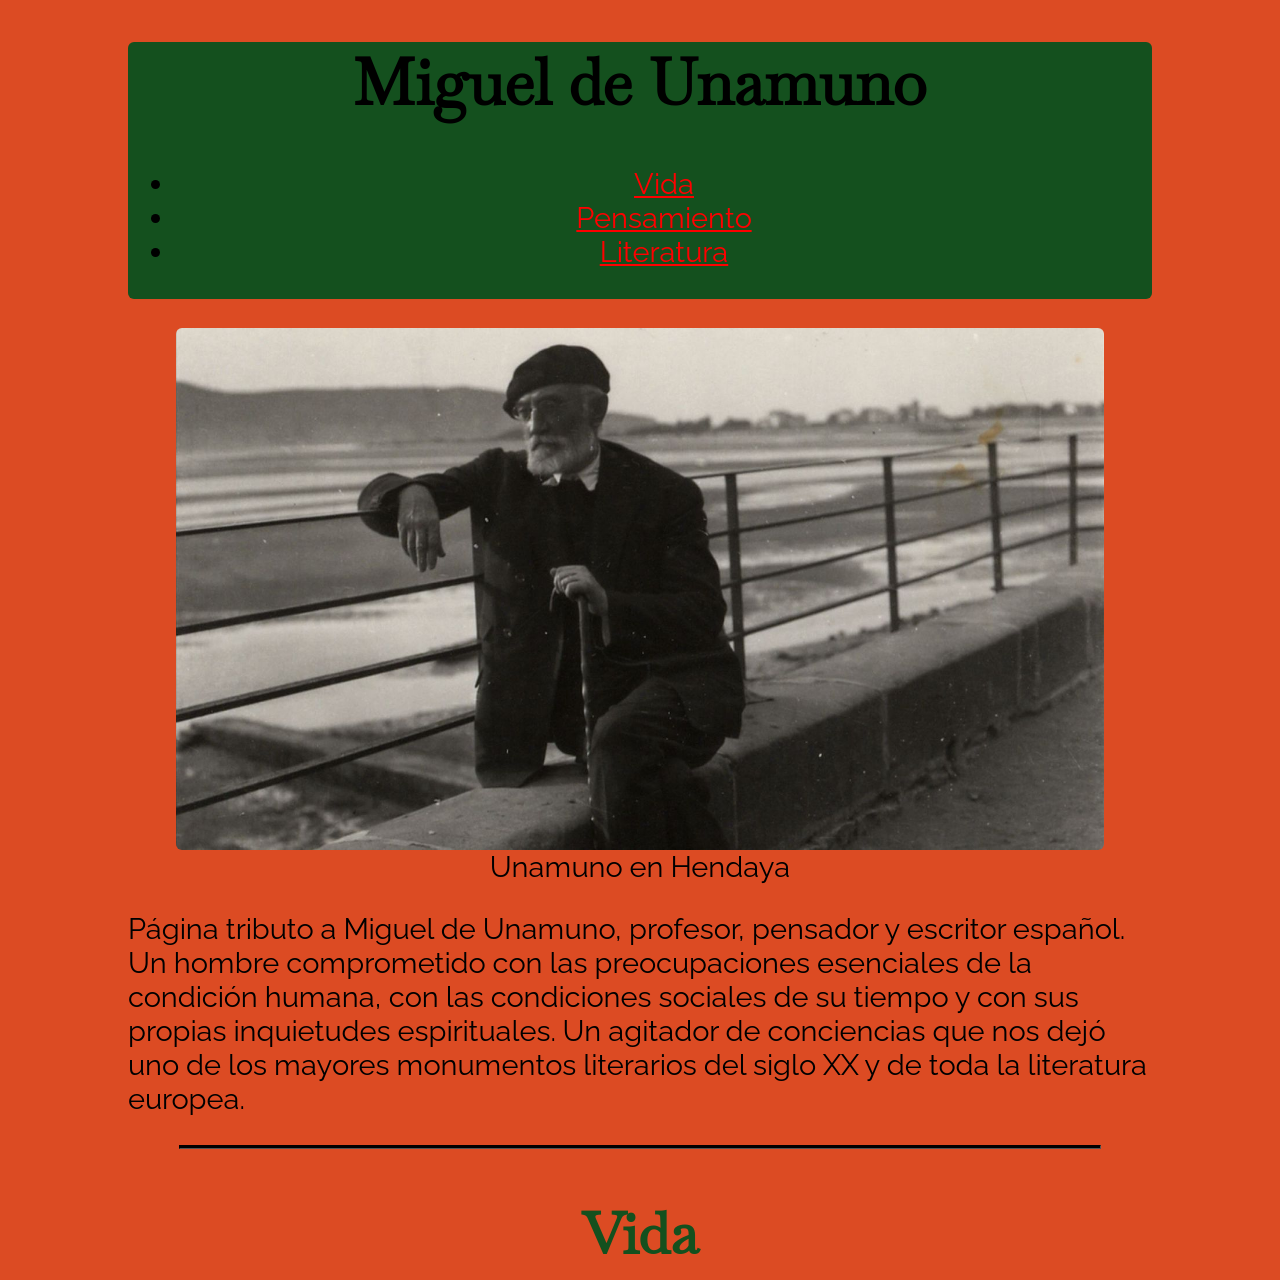 Miguel de Unamuno
Vida
Pensamiento
Literatura
Unamuno en Hendaya
Página tributo a Miguel de Unamuno, profesor, pensador y escritor español.
Un hombre comprometido con las preocupaciones esenciales de la
condición humana, con las condiciones sociales de su tiempo y con sus
propias inquietudes espirituales. Un agitador de conciencias que nos dejó
uno de los mayores monumentos literarios del siglo XX y de toda la literatura
europea.
Vida